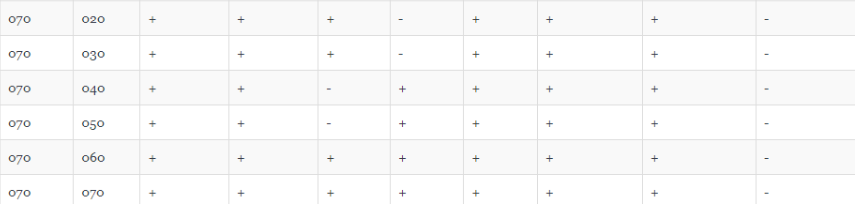 070 020 + + + - + + + -
070 030 + + + - + + + -
070 040 + + - + + + + -
070 050 + + - + + + + -
070 060 + + + + + + + -
070 070 + + + + + + + -